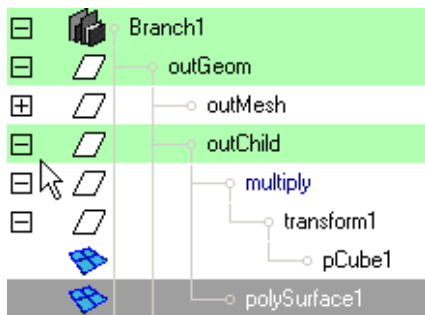 Branch1
outGeom
outMesh
outChild
multiply
transform1
pCube1
polySurface1